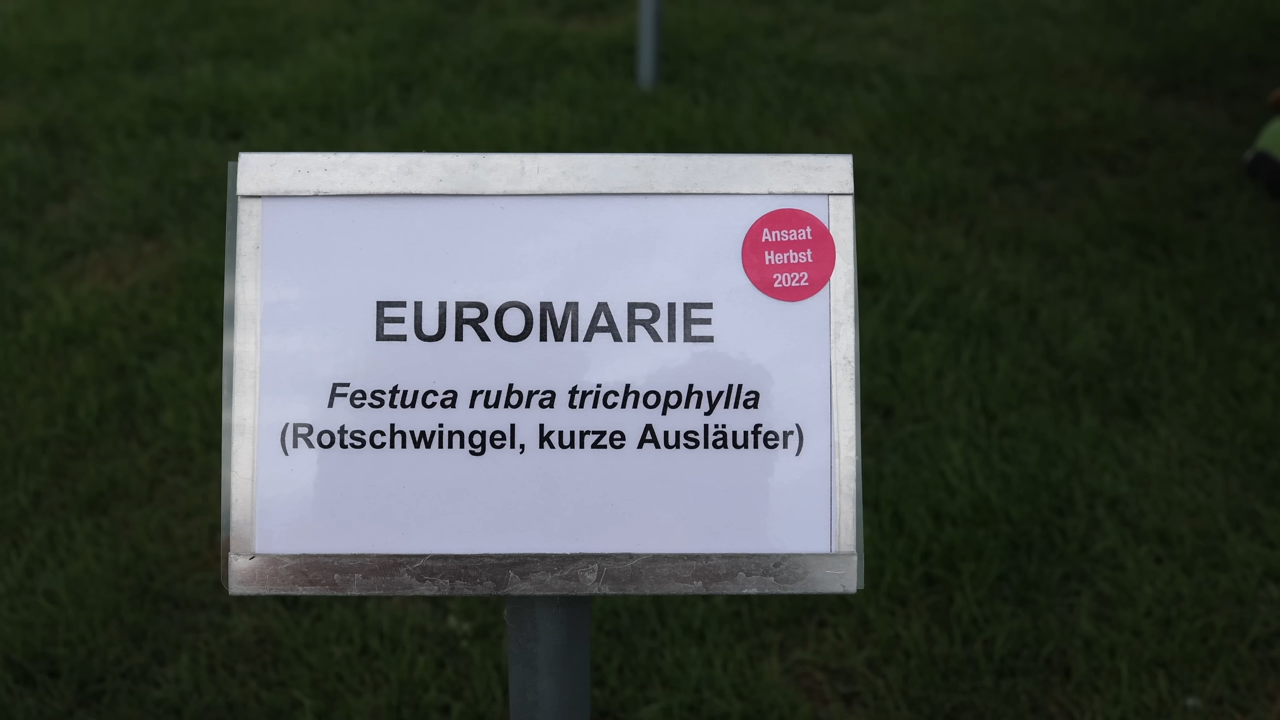 Ansaat
Herbst
2022
EUROMARIE
Festuca rubra trichophylla
(Rotschwingel, kurze Ausläufer)